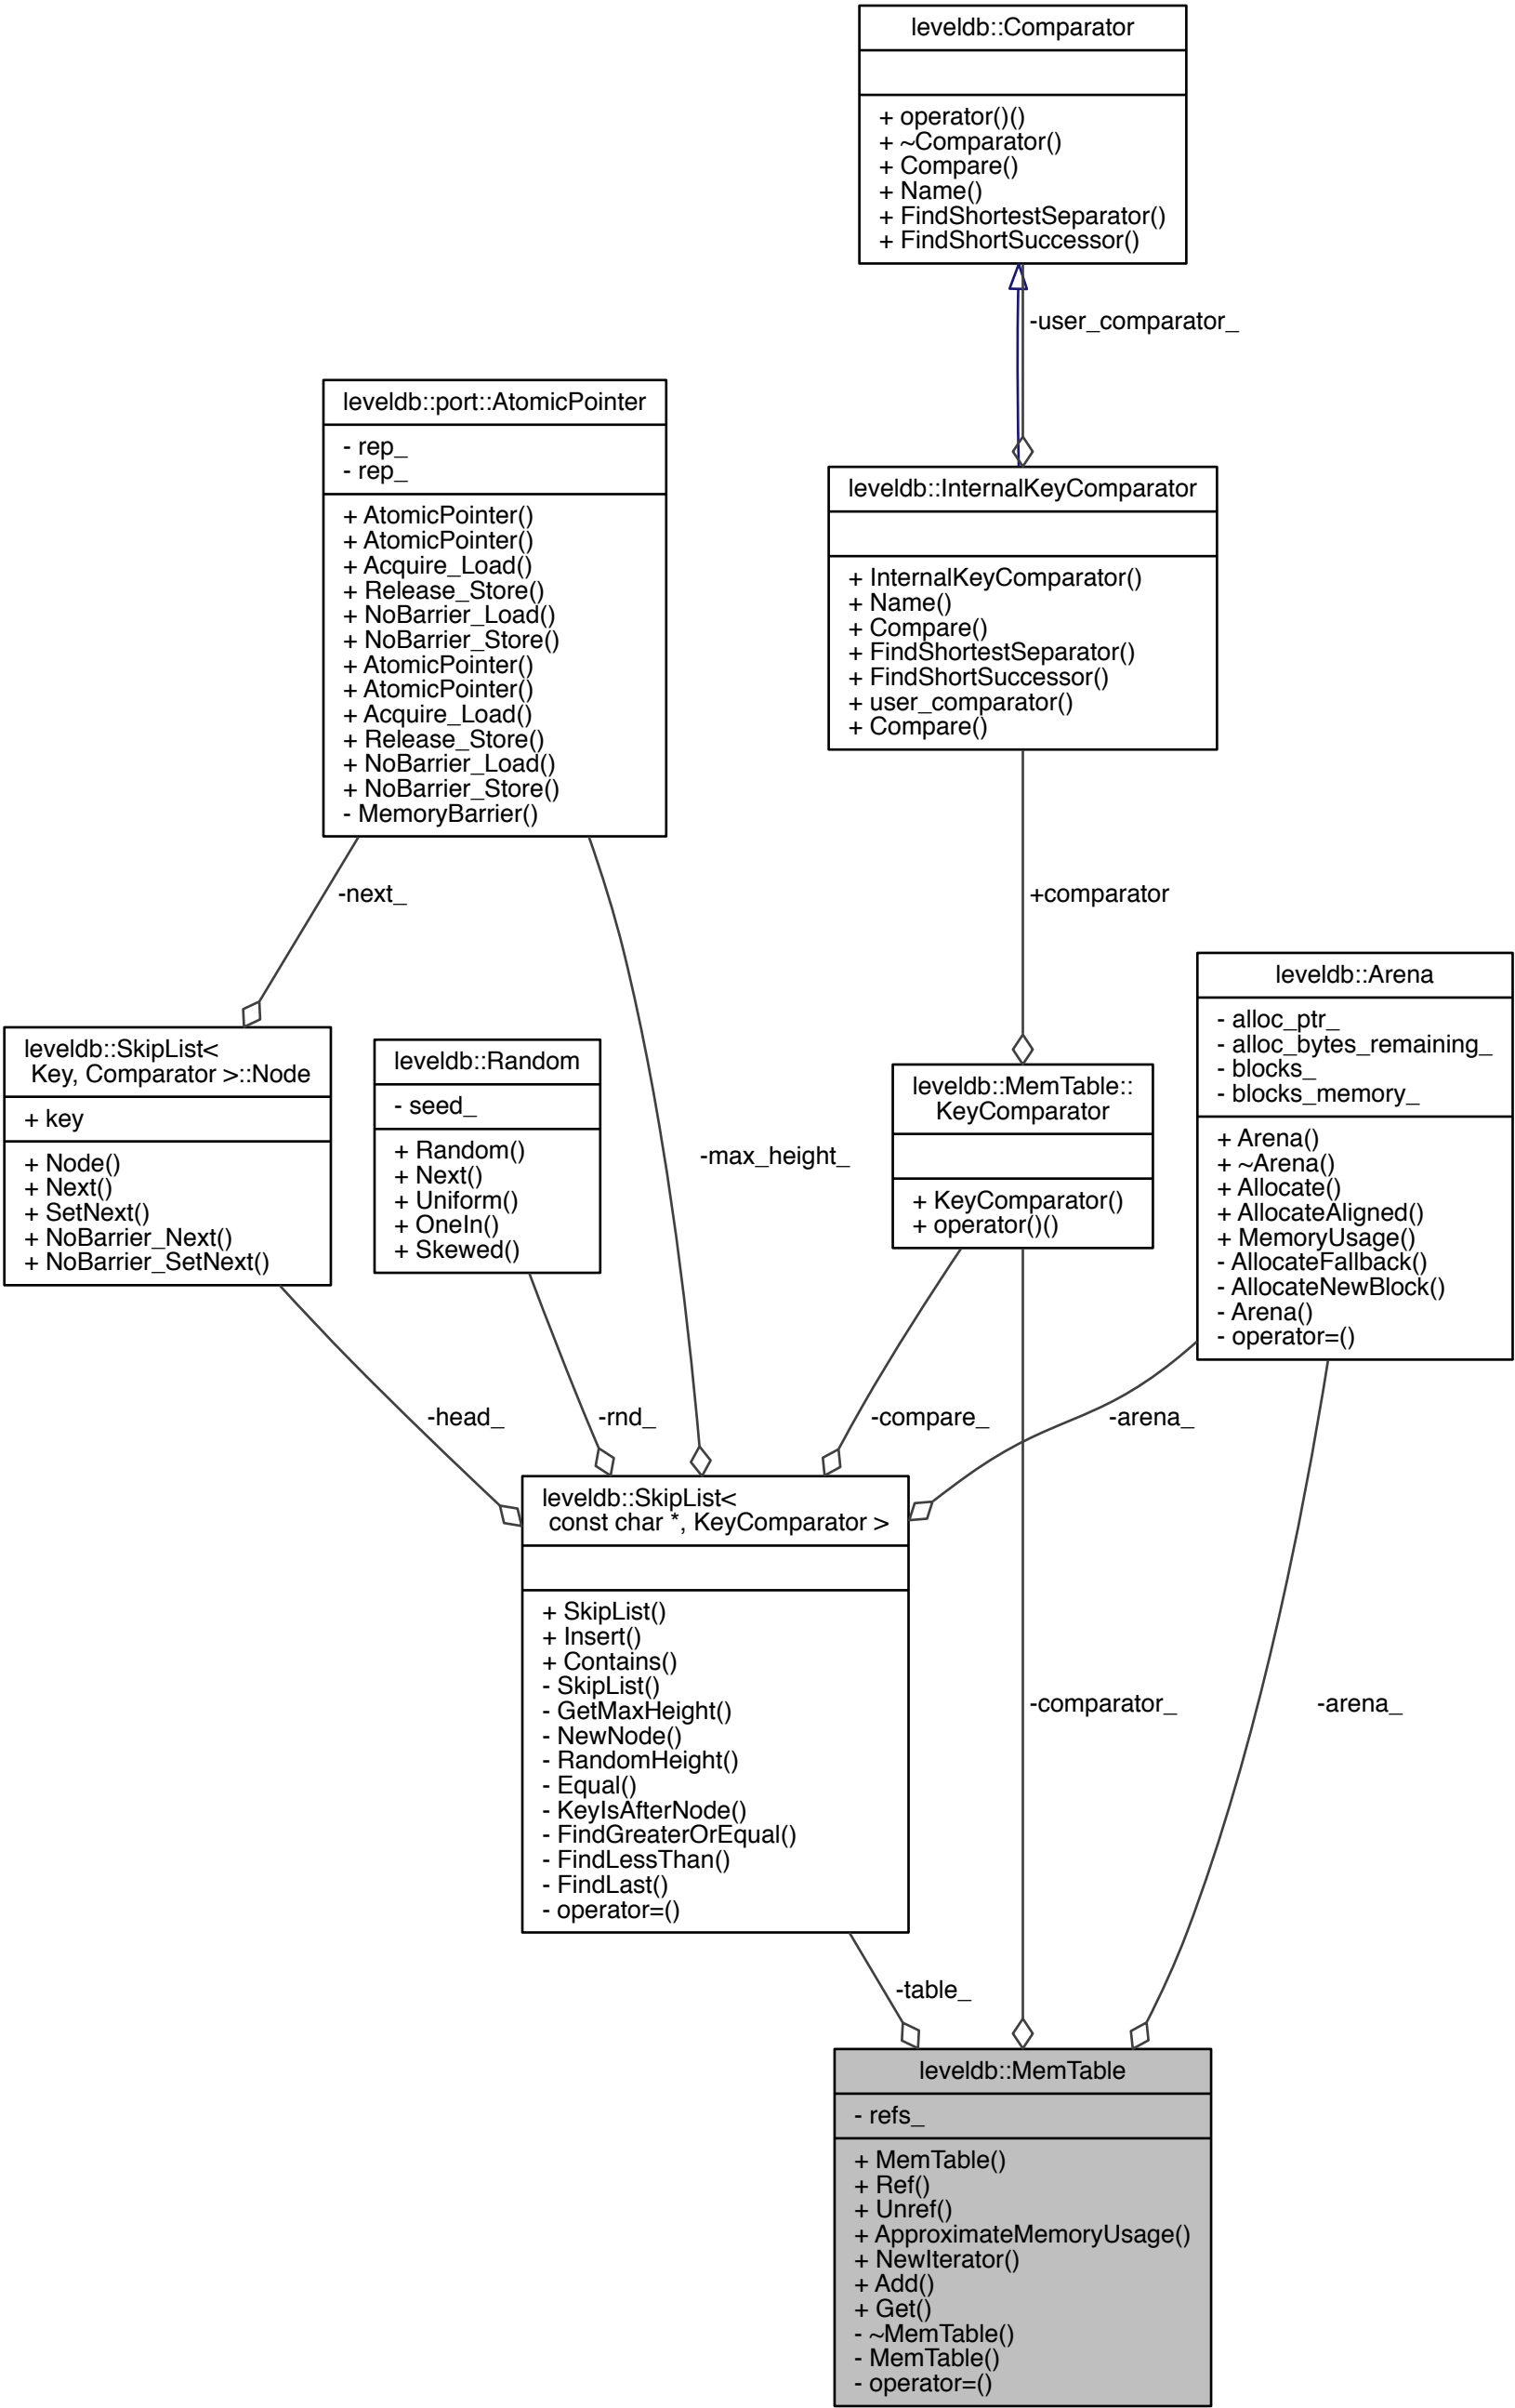 leveldb::Comparator
+ operator()()
+ ~Comparator()
+ Compare()
+ Name()
+ FindShortestSeparator()
+ FindShortSuccessor()
-user_comparator_
leveldb::port::AtomicPointer
- rep_
- rep_
+ AtomicPointer()
+ AtomicPointer()
+ Acquire_Load()
+ Release_Store()
+ NoBarrier_Load()
+ NoBarrier_Store()
+ AtomicPointer()
+ AtomicPointer()
+ Acquire_Load()
+ Release_Store()
+ NoBarrier_Load()
+ NoBarrier_Store()
- MemoryBarrier()
leveldb::InternalKeyComparator
+ InternalKeyComparator()
+ Name()
+ Compare()
+ FindShortestSeparator()
+ FindShortSuccessor()
+ user_comparator()
+ Compare()
-next_
+comparator
leveldb::SkipList<
Key, Comparator >::Node
+ key
+ Node()
+ Next()
+ SetNext()
+ NoBarrier_Next()
+ NoBarrier_SetNext()
leveldb::Random
- seed_
+ Random()
+ Next()
+ Uniform()
+ OneIn()
+ Skewed()
-max_height_
leveldb::MemTable::
KeyComparator
+ KeyComparator()
+ operator()()
leveldb::Arena
- alloc_ptr_
- alloc_bytes_remaining_
- blocks_
- blocks_memory_
+ Arena()
+ ~Arena()
+ Allocate()
+ AllocateAligned()
+ MemoryUsage()
- AllocateFallback()
- AllocateNewBlock()
- Arena()
- operator=()
-head_
-rnd_
-compare_
-arena_
leveldb::SkipList<
const char *, KeyComparator >
+ SkipList()
+ Insert()
+ Contains()
- SkipList()
- GetMaxHeight()
- NewNode()
- RandomHeight()
- Equal()
- KeyIsAfterNode()
- FindGreaterOrEqual()
- FindLessThan()
- FindLast()
- operator=()
-comparator_
-arena_
-table_
leveldb::MemTable
- refs_
+ MemTable()
+ Ref()
+ Unref()
+ ApproximateMemoryUsage()
+ NewIterator()
+ Add()
+ Get()
- ~MemTable()
- MemTable()
- operator=()